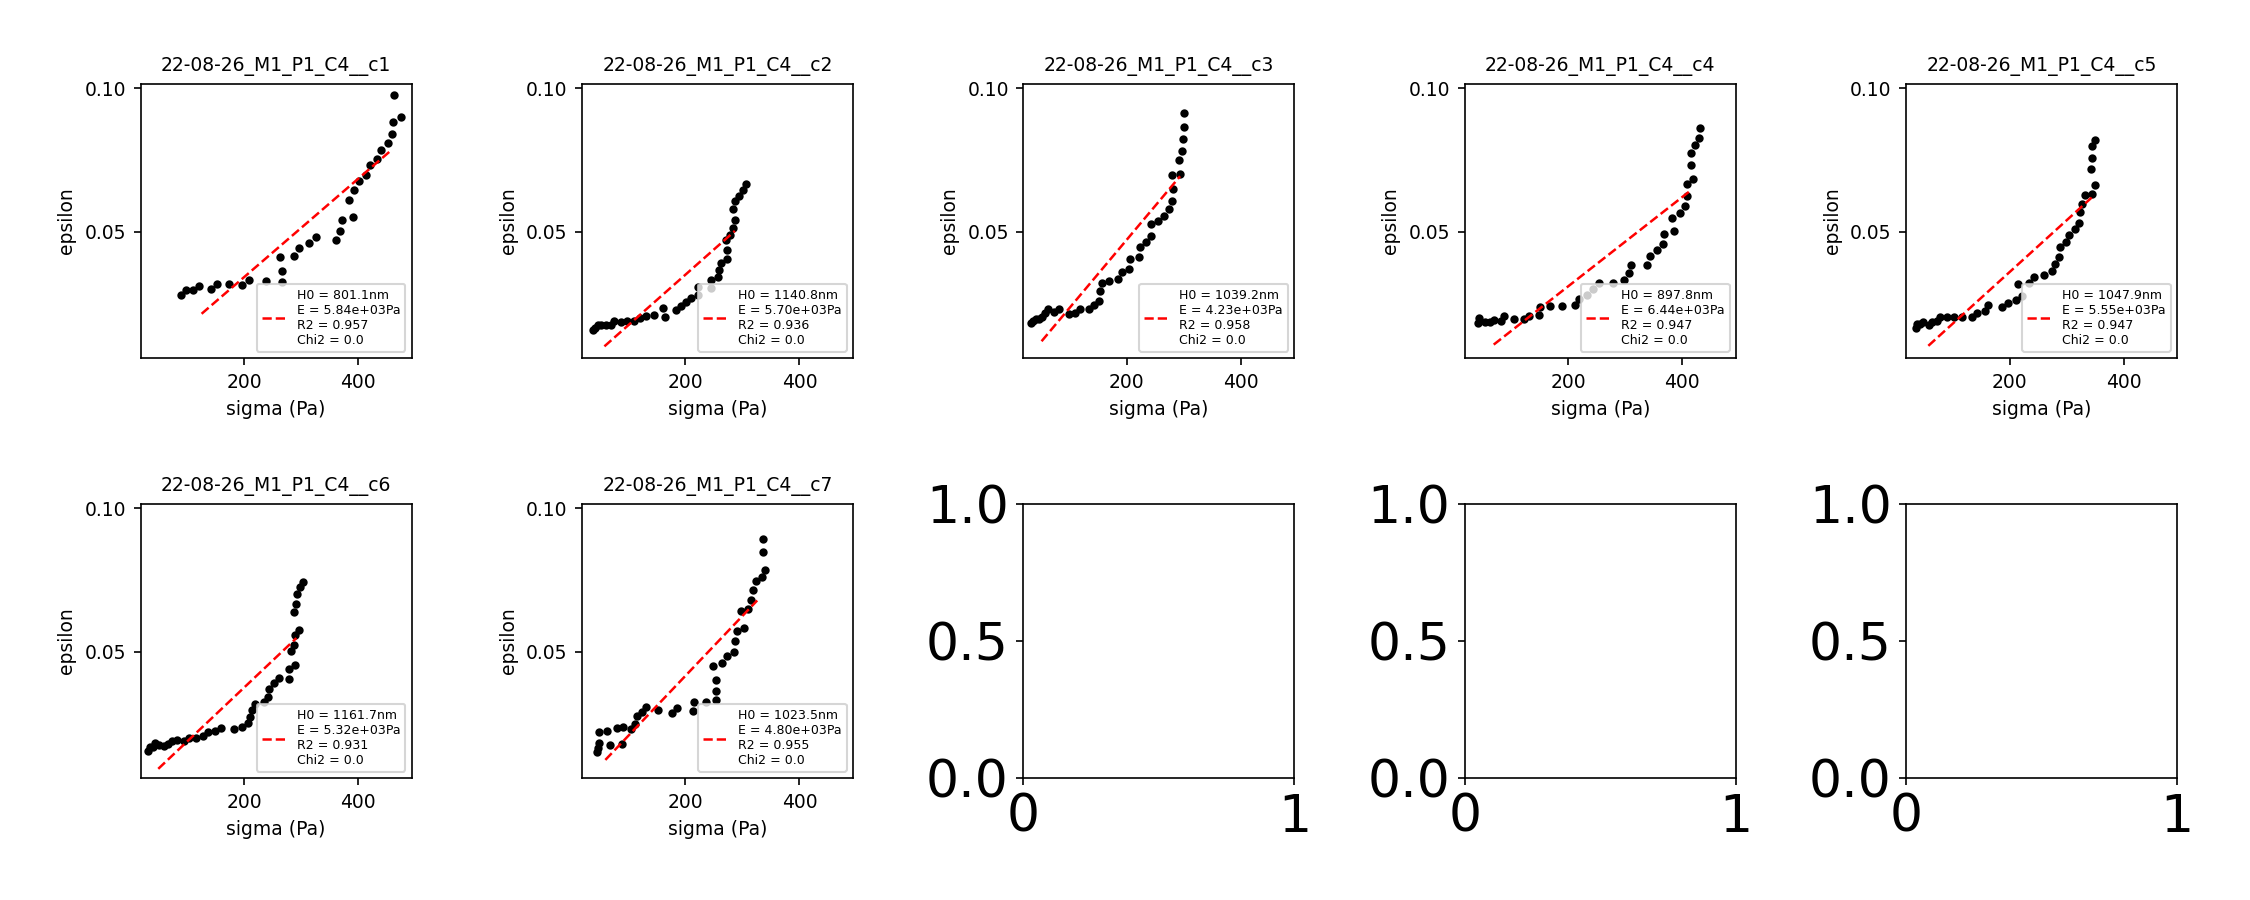 22-08-26_M1_P1_C4__c1
0.10
0.05
epsilon
H0 = 801.1nm
E = 5.84e+03Pa
R2 = 0.957
Chi2 = 0.0
200
400
sigma (Pa)
22-08-26_M1_P1_C4__c2
epsilon
H0 = 1140.8nm
E = 5.70e+03Pa
R2 = 0.936
Chi2 = 0.0
200
400
sigma (Pa)
22-08-26_M1_P1_C4__c3
0.10
0.05
epsilon
H0 = 1039.2nm
E = 4.23e+03Pa
R2 = 0.958
Chi2 = 0.0
200
400
sigma (Pa)
22-08-26_M1_P1_C4__c4
0.10
0.05
epsilon
H0 = 897.8nm
E = 6.44e+03Pa
R2 = 0.947
Chi2 = 0.0
200
400
sigma (Pa)
22-08-26_M1_P1_C4__c5
0.10
0.05
epsilon
H0 = 1047.9nm
E = 5.55e+03Pa
R2 = 0.947
Chi2 = 0.0
200
400
sigma (Pa)
22-08-26_M1_P1_C4__c6
0.10
0.05
epsilon
H0 = 1161.7nm
E = 5.32e+03Pa
R2 = 0.931
Chi2 = 0.0
200
400
sigma (Pa)
22-08-26_M1_P1_C4__c7
0.10
0.05
epsilon
H0 = 1023.5nm
E = 4.80e+03Pa
R2 = 0.955
Chi2 = 0.0
200
400
sigma (Pa)
1.0
0.5
0.0
0
1
1.0
0.5
0.0
0
1
1.0
0.5
0.0
0
1